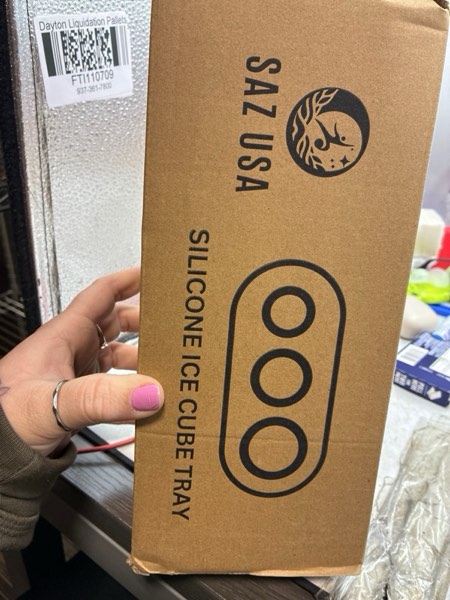 Dayton Liquidation Pallets
FTI110709
937-361-7800
SAZ USA
SILICONE ICE CUBE TRAY